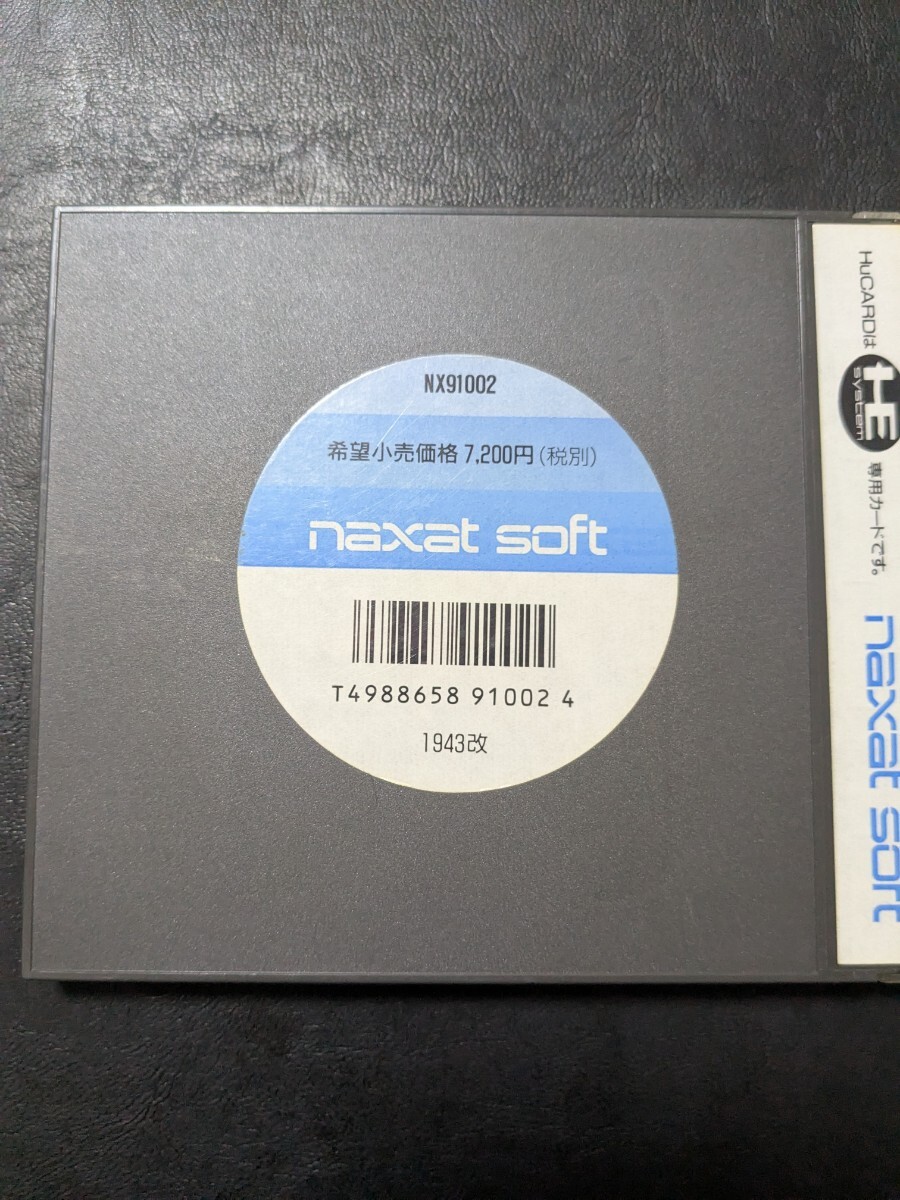 NX91002
希望小売価格 7,200円(税別)
naxat soft
T4988658 91002 4
1943改
HuCARDは HE system 専用カードです。
naxat soft